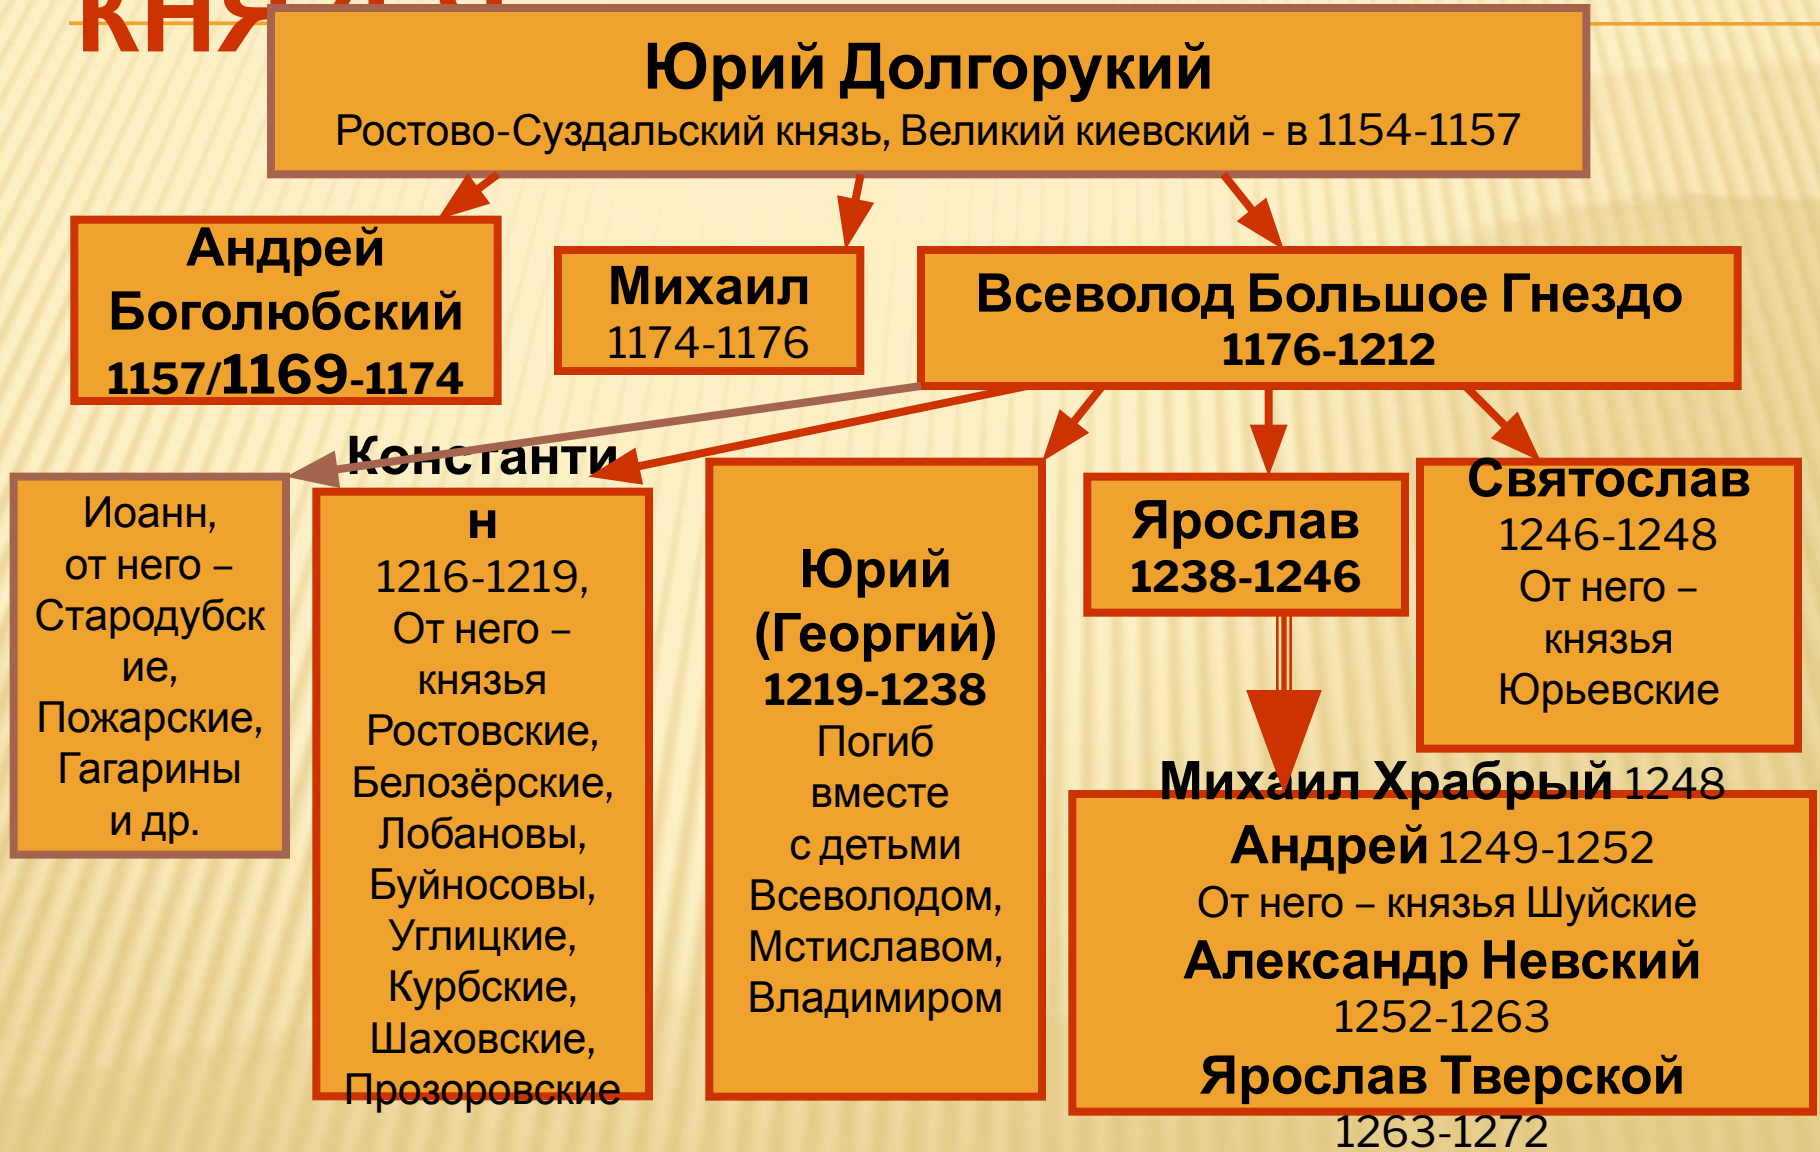 Юрий Долгорукий
Ростово-Суздальский князь, Великий киевский - в 1154-1157
Андрей
Боголюбский
1157/1169-1174
Михаил
1174-1176
Всеволод Большое Гнездо
1176-1212
Иоанн,
от него –
Стародубск
ие,
Пожарские,
Гагарины
и др.
Константи
н
1216-1219,
От него –
князья
Ростовские,
Белозёрские,
Лобановы,
Буйносовы,
Углицкие,
Курбские,
Шаховские,
Прозоровские
Юрий
(Георгий)
1219-1238
Погиб
вместе
с детьми
Всеволодом,
Мстиславом,
Владимиром
Ярослав
1238-1246
Святослав
1246-1248
От него –
князья
Юрьевские
Михаил Храбрый 1248
Андрей 1249-1252
От него – князья Шуйские
Александр Невский
1252-1263
Ярослав Тверской
1263-1272